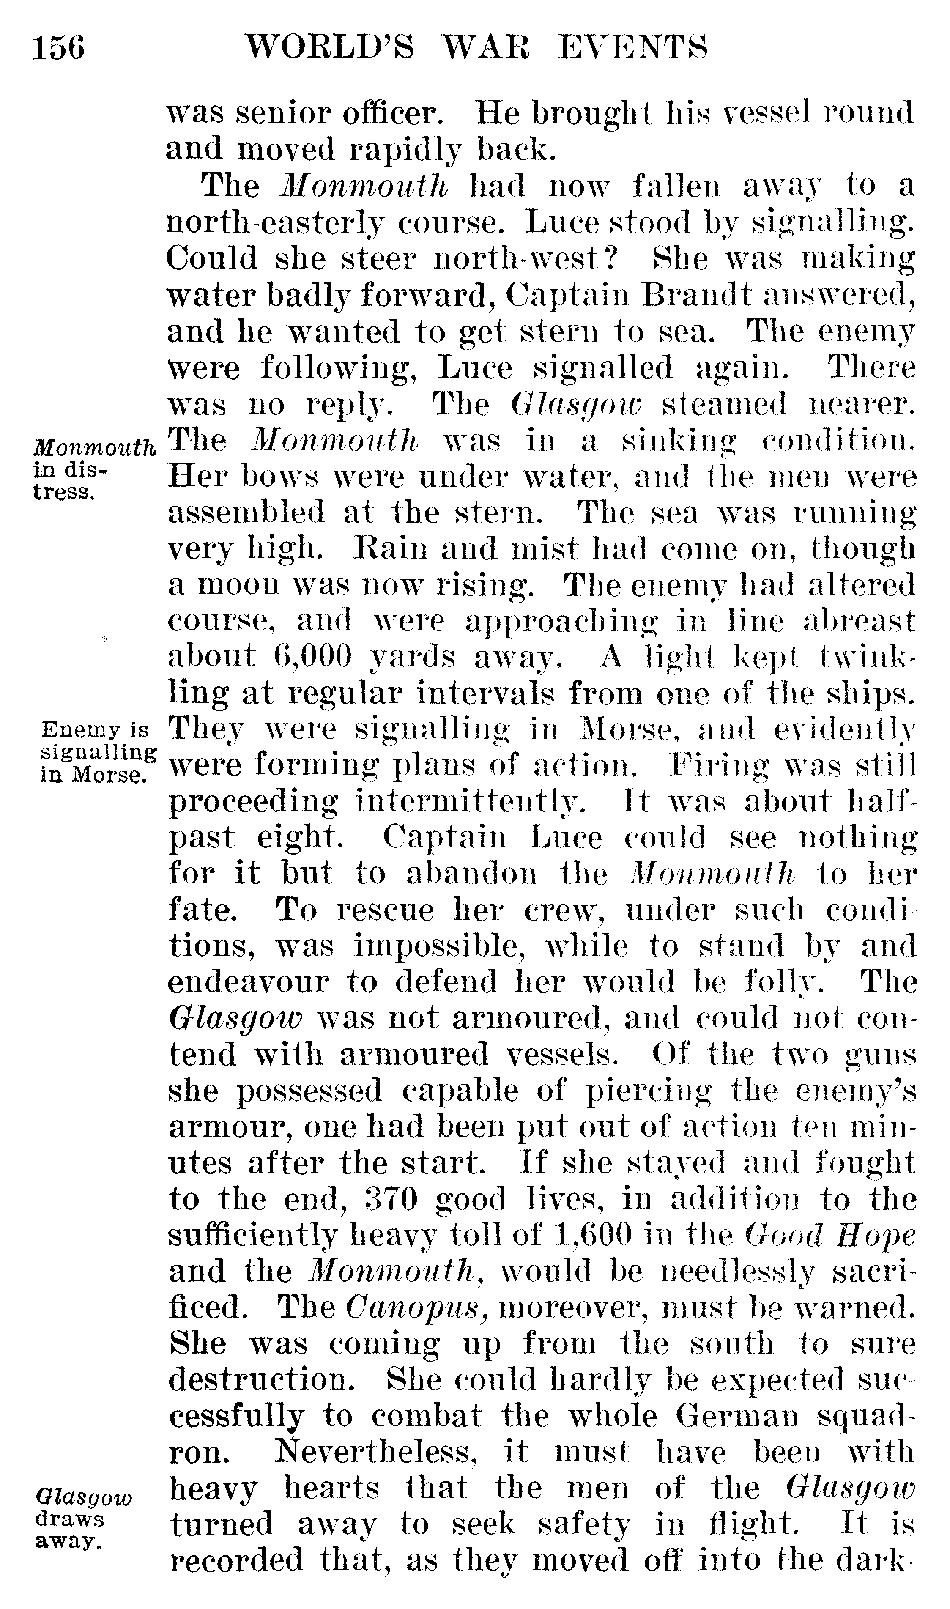 156 WORLD'S WAR EVENTS
was senior officer. He brought his vessel round
and moved rapidly back.
The Monmouth had now fallen away to a
north-easterly course. Luce stood by signalling.
Could she steer north-west? She was making
water badly forward, Captain Brandt answered,
and he wanted to get stern to sea. The enemy
were following, Luce signalled again. There
was no reply. The Glasgow steamed nearer.
Monmouth
in dis-
tress.
The Monmouth was in a sinking condition.
Her bows were under water, and the men were
assembled at the stern. The sea was running
very high. Rain and mist had come on, though
a moon was now rising. The enemy had altered
course, and were approaching in line abreast
about 6,000 yards away. A light kept twink-
ling at regular intervals from one of the ships.
Enemy is
signalling
in Morse.
They were signalling in Morse, and evidently
were forming plans of action. Firing was still
proceeding intermittently. It was about half-
past eight. Captain Luce could see nothing
for it but to abandon the Monmouth to her
fate. To rescue her crew, under such condi-
tions, was impossible, while to stand by and
endeavour to defend her would be folly. The
Glasgow was not armoured, and could not con-
tend with armoured vessels. Of the two guns
she possessed capable of piercing the enemy's
armour, one had been put out of action ten min-
utes after the start. If she stayed and fought
to the end, 370 good lives, in addition to the
sufficiently heavy toll of 1,600 in the Good Hope
and the Monmouth, would be needlessly sacri-
ficed. The Canopus, moreover, must be warned.
She was coming up from the south to sure
destruction. She could hardly be expected suc-
cessfully to combat the whole German squad-
ron. Nevertheless, it must have been with
Glasgow
draws
away.
heavy hearts that the men of the Glasgow
turned away to seek safety in flight. It is
recorded that, as they moved off into the dark-